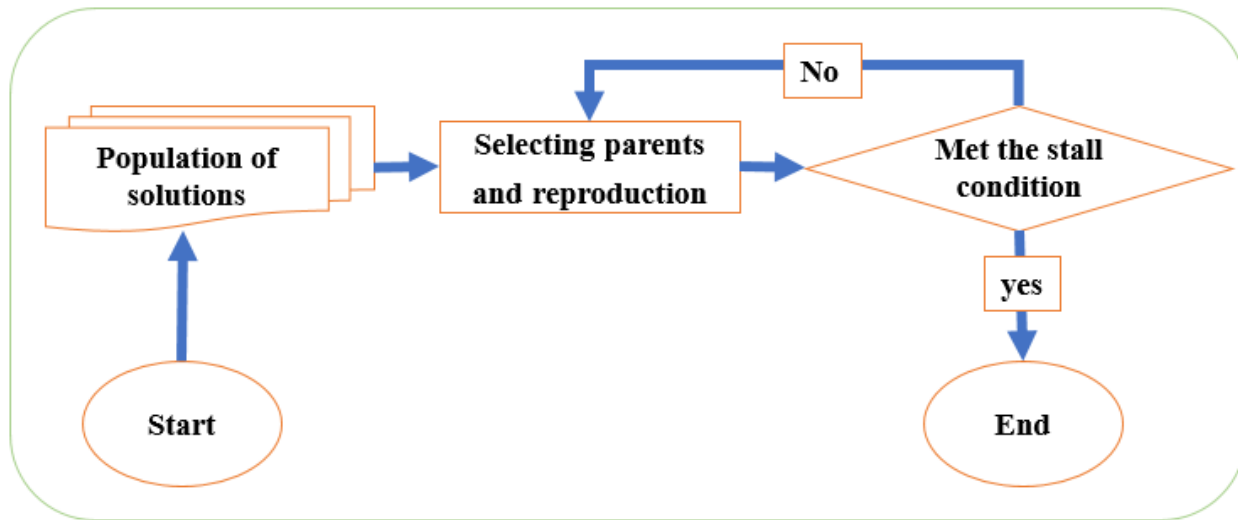 No
Population of
solutions
Selecting parents
and reproduction
Met the stall
condition
yes
Start
End